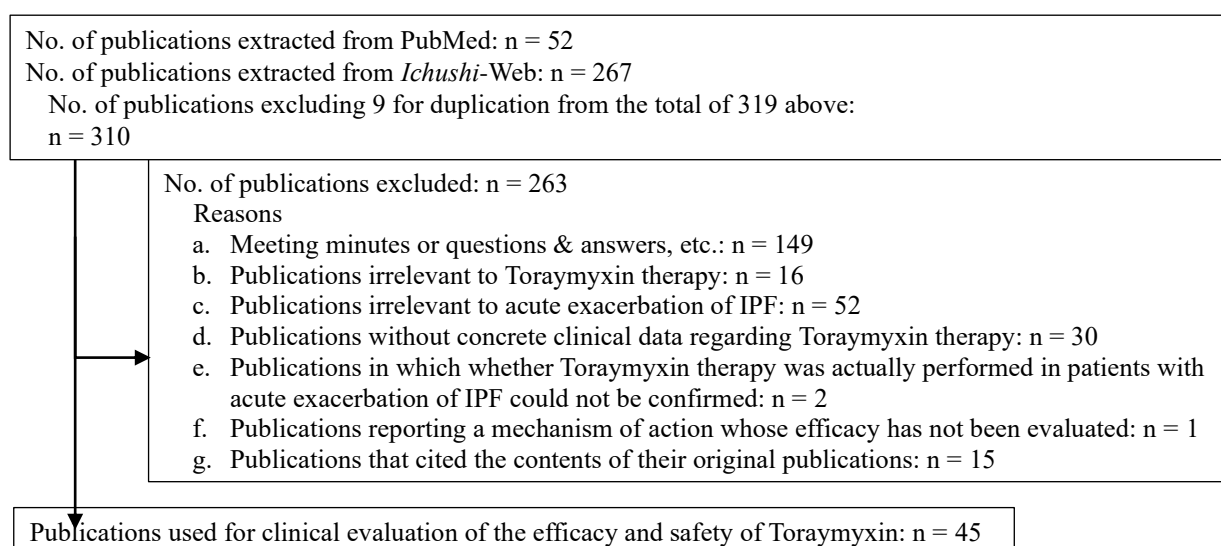 No. of publications extracted from PubMed: n = 52
No. of publications extracted from Ichushi-Web: n = 267
No. of publications excluding 9 for duplication from the total of 319 above:
n = 310
No. of publications excluded: n = 263
Reasons
a. Meeting minutes or questions & answers, etc.: n = 149
b. Publications irrelevant to Toraymyxin therapy: n = 16
c. Publications irrelevant to acute exacerbation of IPF: n = 52
d. Publications without concrete clinical data regarding Toraymyxin therapy: n = 30
e. Publications in which whether Toraymyxin therapy was actually performed in patients with
acute exacerbation of IPF could not be confirmed: n = 2
f. Publications reporting a mechanism of action whose efficacy has not been evaluated: n = 1
g. Publications that cited the contents of their original publications: n = 15
Publications used for clinical evaluation of the efficacy and safety of Toraymyxin: n = 45